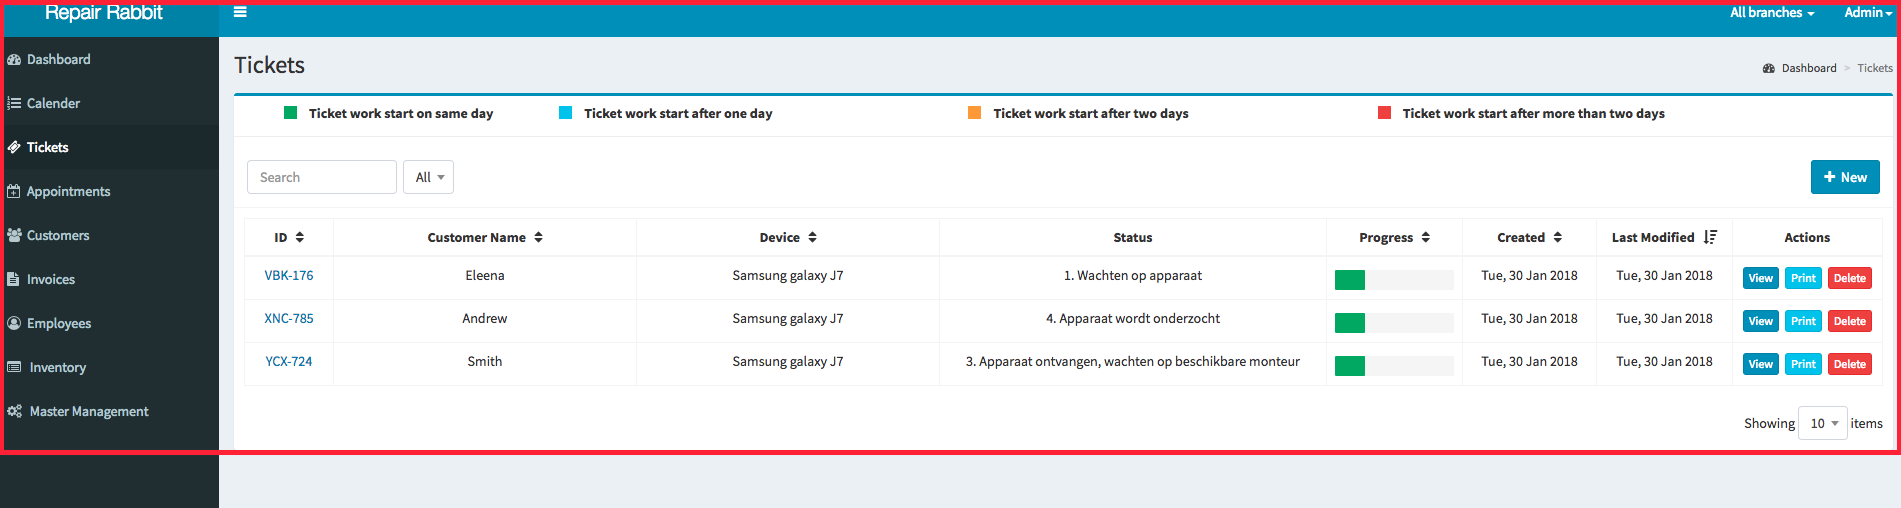 Repair Rabbit
All branches
Admin
Dashboard
Calender
Tickets
Appointments
Customers
Invoices
Employees
Inventory
Master Management
Tickets
Dashboard > Tickets
Ticket work start on same day
Ticket work start after one day
Ticket work start after two days
Ticket work start after more than two days
Search
All
+ New
ID Customer Name Device Status Progress Created Last Modified Actions
VBK-176 Eleena Samsung galaxy J7 1. Wachten op apparaat Tue, 30 Jan 2018 Tue, 30 Jan 2018 View Print Delete
XNC-785 Andrew Samsung galaxy J7 4. Apparaat wordt onderzocht Tue, 30 Jan 2018 Tue, 30 Jan 2018 View Print Delete
YCX-724 Smith Samsung galaxy J7 3. Apparaat ontvangen, wachten op beschikbare monteur Tue, 30 Jan 2018 Tue, 30 Jan 2018 View Print Delete
Showing 10 items